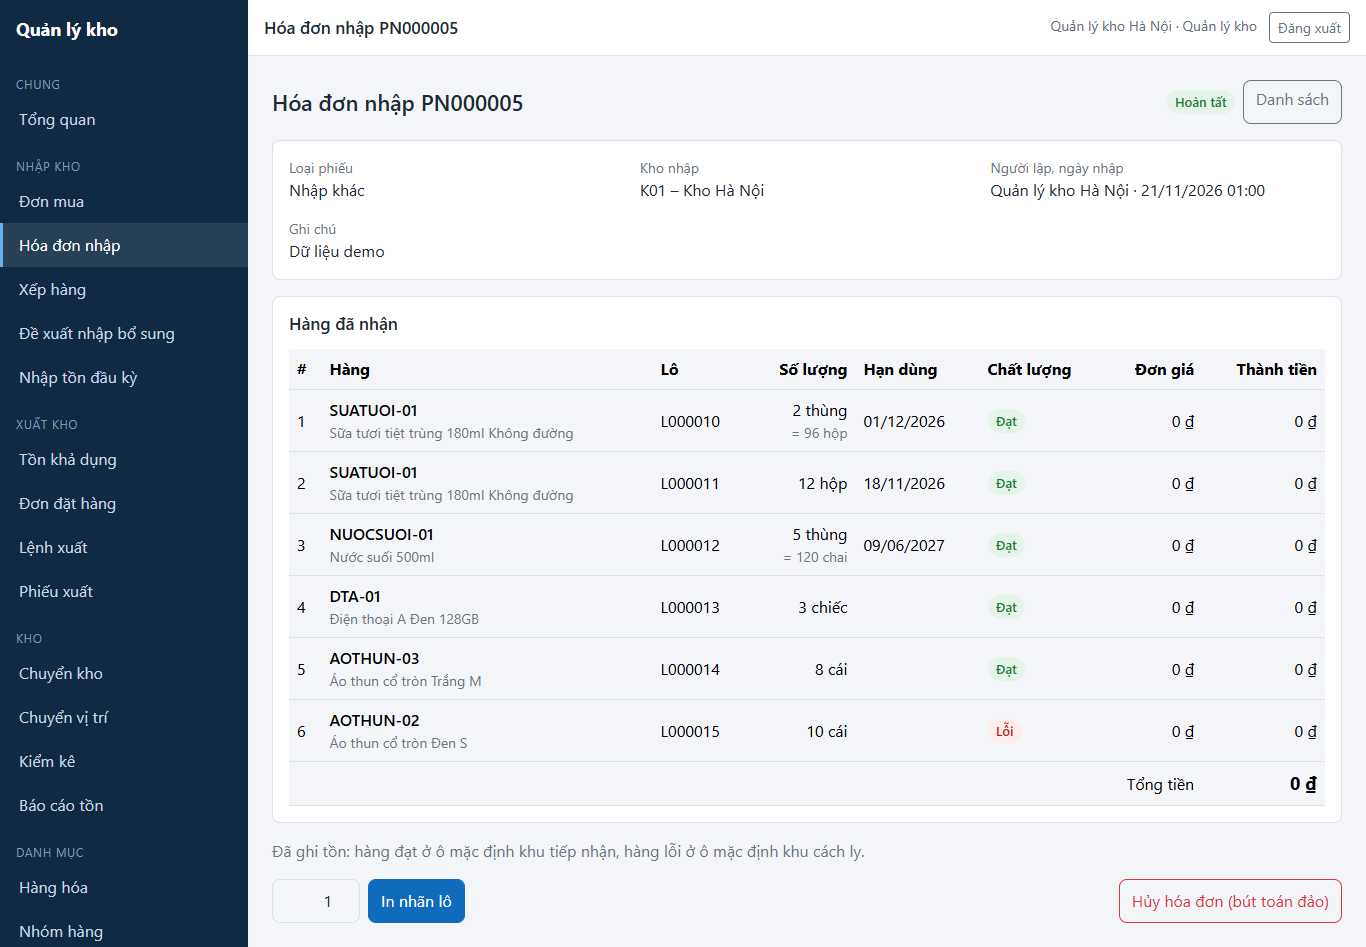 Quản lý kho
CHUNG
Tổng quan
NHẬP KHO
Đơn mua
Hóa đơn nhập
Xếp hàng
Đề xuất nhập bổ sung
Nhập tồn đầu kỳ
XUẤT KHO
Tồn khả dụng
Đơn đặt hàng
Lệnh xuất
Phiếu xuất
KHO
Chuyển kho
Chuyển vị trí
Kiểm kê
Báo cáo tồn
DANH MỤC
Hàng hóa
Nhóm hàng
Hóa đơn nhập PN000005
Quản lý kho Hà Nội · Quản lý kho
Đăng xuất
Hóa đơn nhập PN000005
Hoàn tất
Danh sách
Loại phiếu
Nhập khác
Kho nhập
K01 – Kho Hà Nội
Người lập, ngày nhập
Quản lý kho Hà Nội · 21/11/2026 01:00
Ghi chú
Dữ liệu demo
Hàng đã nhận
# Hàng Lô Số lượng Hạn dùng Chất lượng Đơn giá Thành tiền
1 SUATUOI-01 L000010 2 thùng 01/12/2026 Đạt 0 ₫ 0 ₫
Sữa tươi tiệt trùng 180ml Không đường = 96 hộp
2 SUATUOI-01 L000011 12 hộp 18/11/2026 Đạt 0 ₫ 0 ₫
Sữa tươi tiệt trùng 180ml Không đường
3 NUOCSUOI-01 L000012 5 thùng 09/06/2027 Đạt 0 ₫ 0 ₫
Nước suối 500ml = 120 chai
4 DTA-01 L000013 3 chiếc Đạt 0 ₫ 0 ₫
Điện thoại A Đen 128GB
5 AOTHUN-03 L000014 8 cái Đạt 0 ₫ 0 ₫
Áo thun cổ tròn Trắng M
6 AOTHUN-02 L000015 10 cái Lỗi 0 ₫ 0 ₫
Áo thun cổ tròn Đen S
Tổng tiền 0 ₫
Đã ghi tồn: hàng đạt ở ô mặc định khu tiếp nhận, hàng lỗi ở ô mặc định khu cách ly.
1
In nhãn lô
Hủy hóa đơn (bút toán đảo)